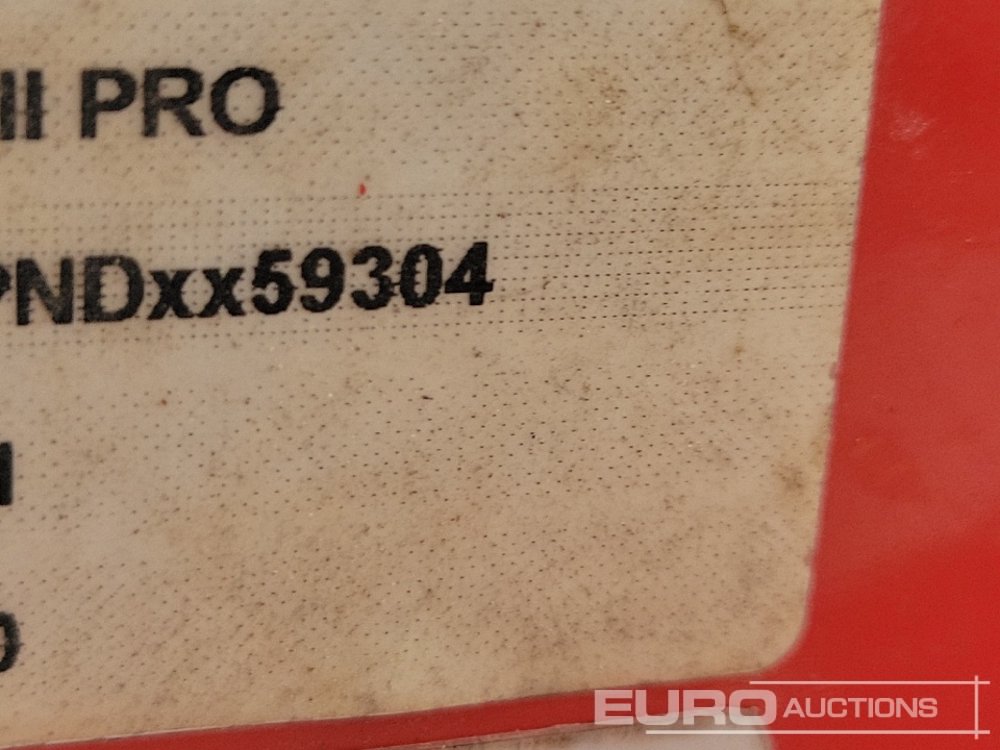 II PRO
PNDxx59304
EURO AUCTIONS